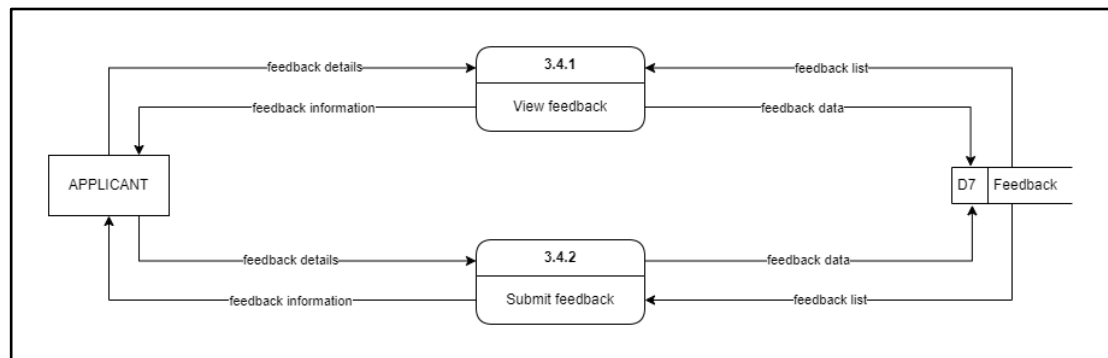 3.4.1
feedback details
feedback list
feedback information
View feedback
feedback data
APPLICANT
D7
Feedback
3.4.2
feedback details
feedback data
feedback information
Submit feedback
feedback list